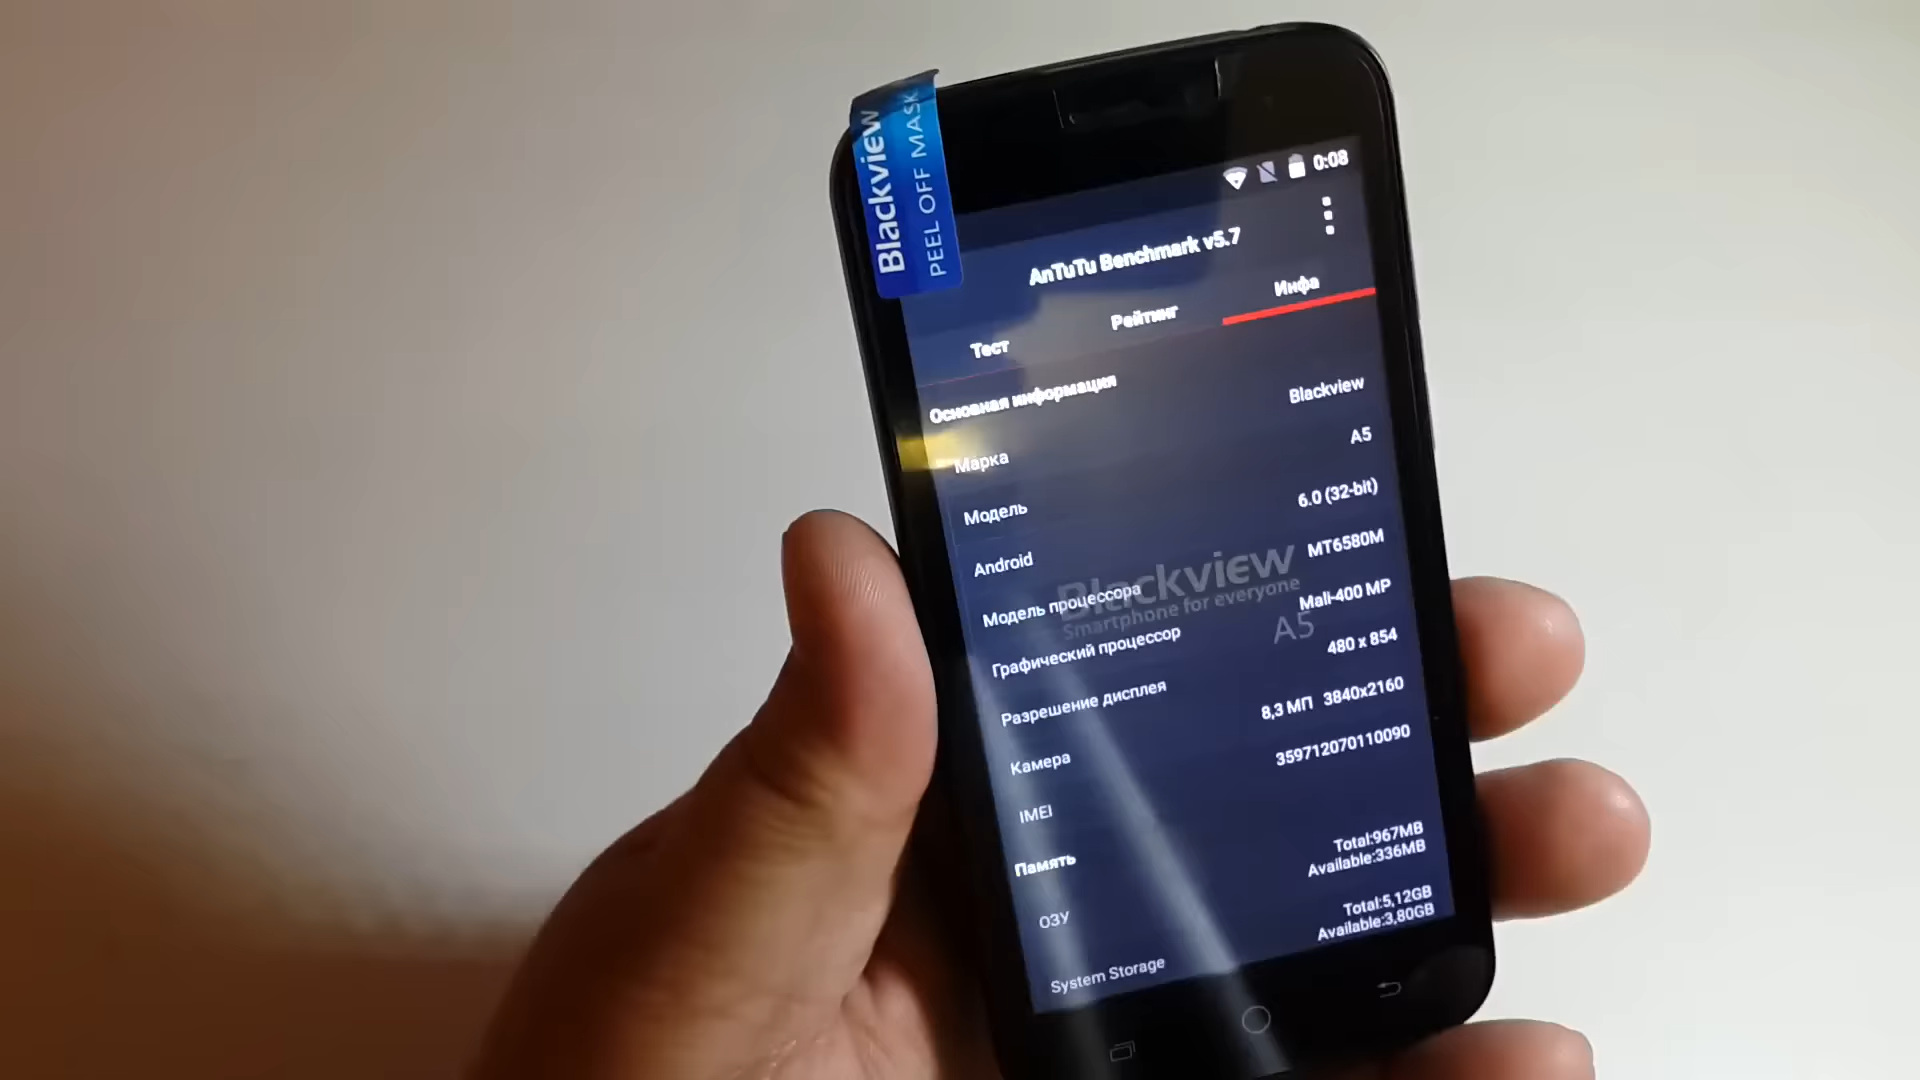 Blackview
PEEL OFF MASK
0:08
AnTuTu Benchmark v5.7
Тест Рейтинг Инфа
Основная информация
Марка Blackview
Модель A5
Android 6.0 (32-bit)
Модель процессора MT6580M
Графический процессор Mali-400 MP
Разрешение дисплея 480 x 854
Камера 8,3 МП 3840x2160
IMEI 359712070110090
Память
ОЗУ Total:967MB
Available:336MB
System Storage Total:5,12GB
Available:3,80GB
Blackview
Smartphone for everyone
A5